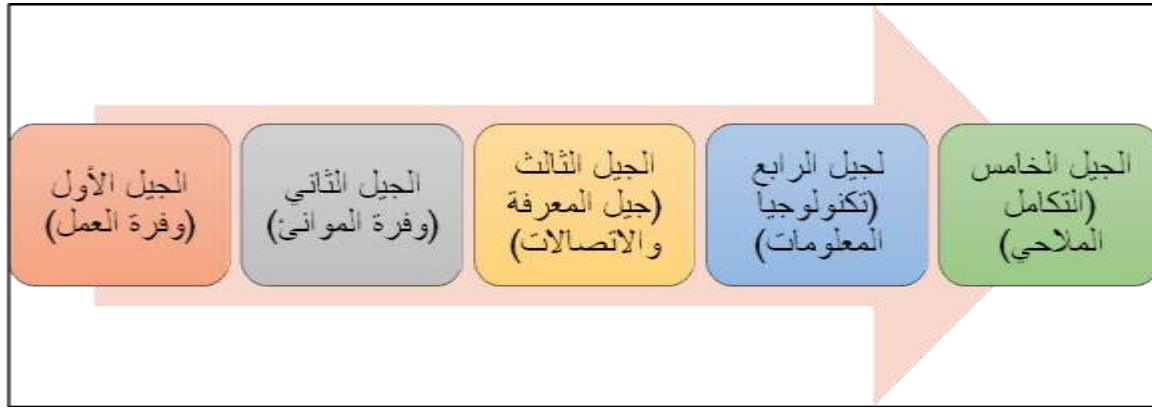 الجيل الأول
(وفرة العمل)
الجيل الثاني
(وفرة الموانئ)
الجيل الثالث
(جيل المعرفة
والاتصالات)
لجيل الرابع
(تكنولوجيا
المعلومات)
الجيل الخامس
(التكامل
الملاحي)